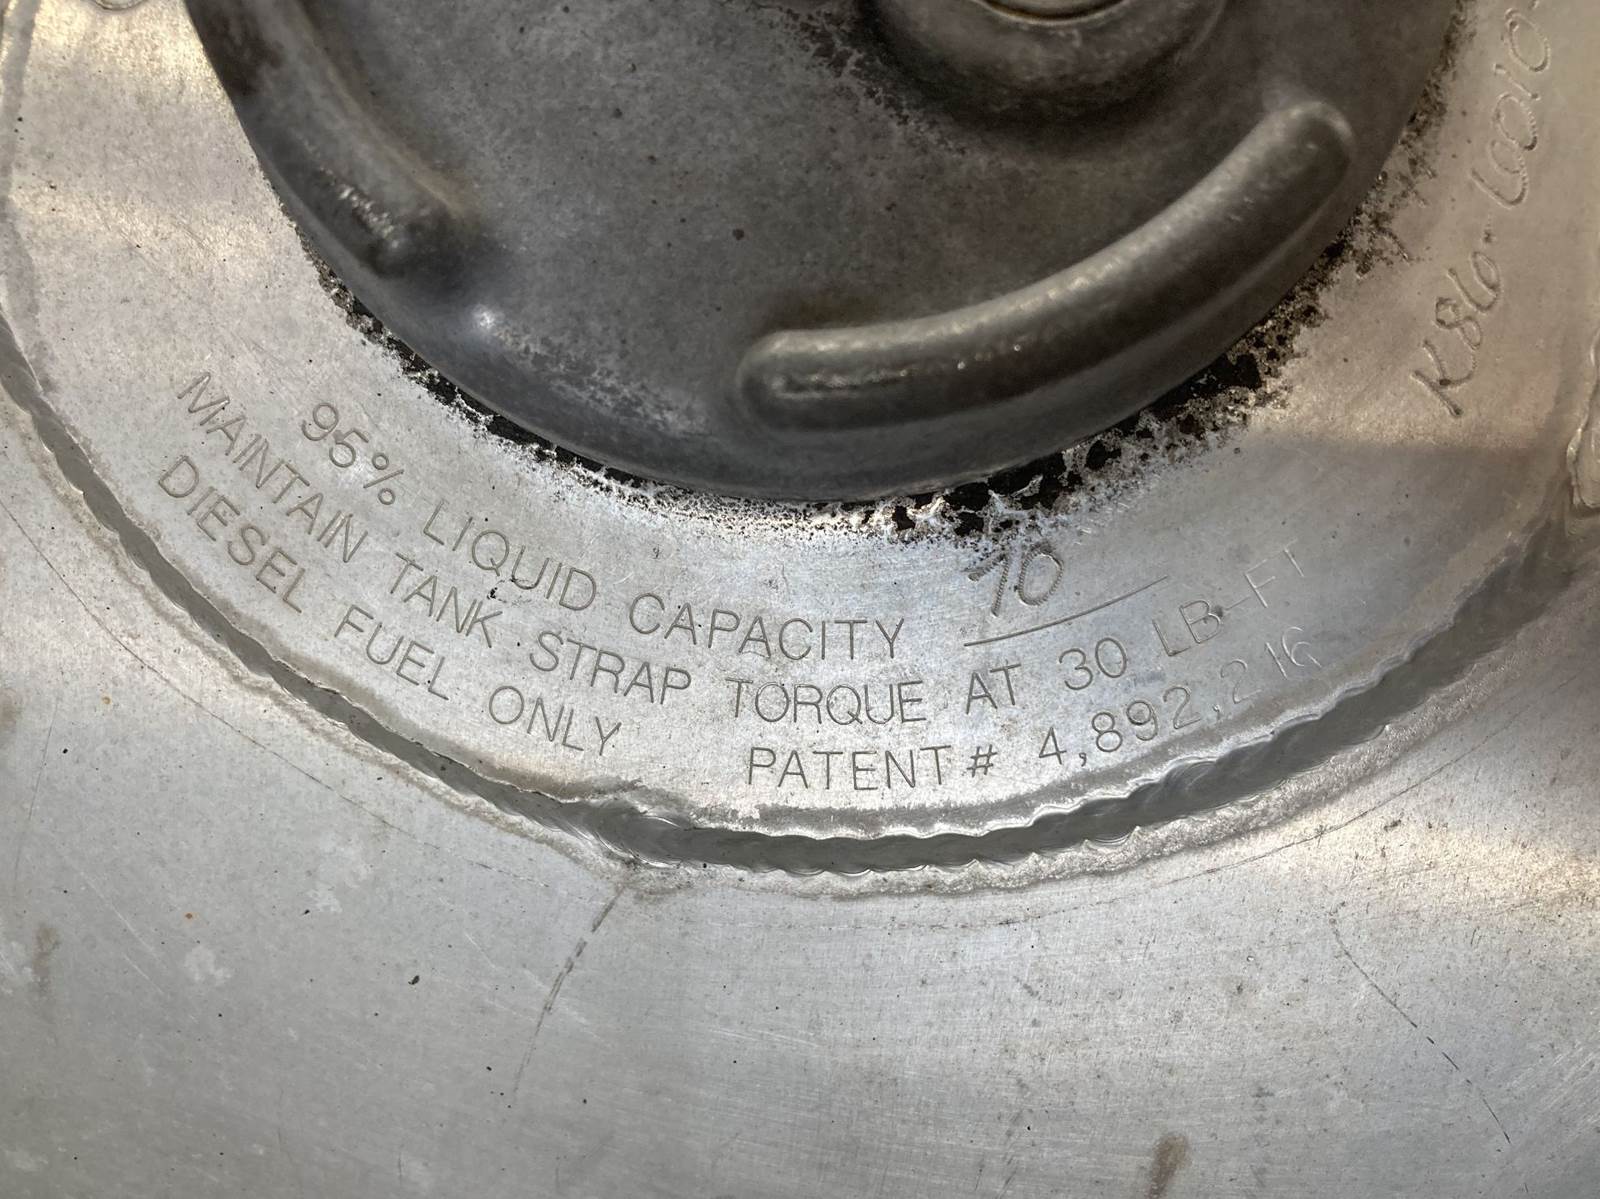 95% LIQUID CAPACITY 70
MAINTAIN TANK STRAP TORQUE AT 30 LB-FT
DIESEL FUEL ONLY PATENT# 4,892,216